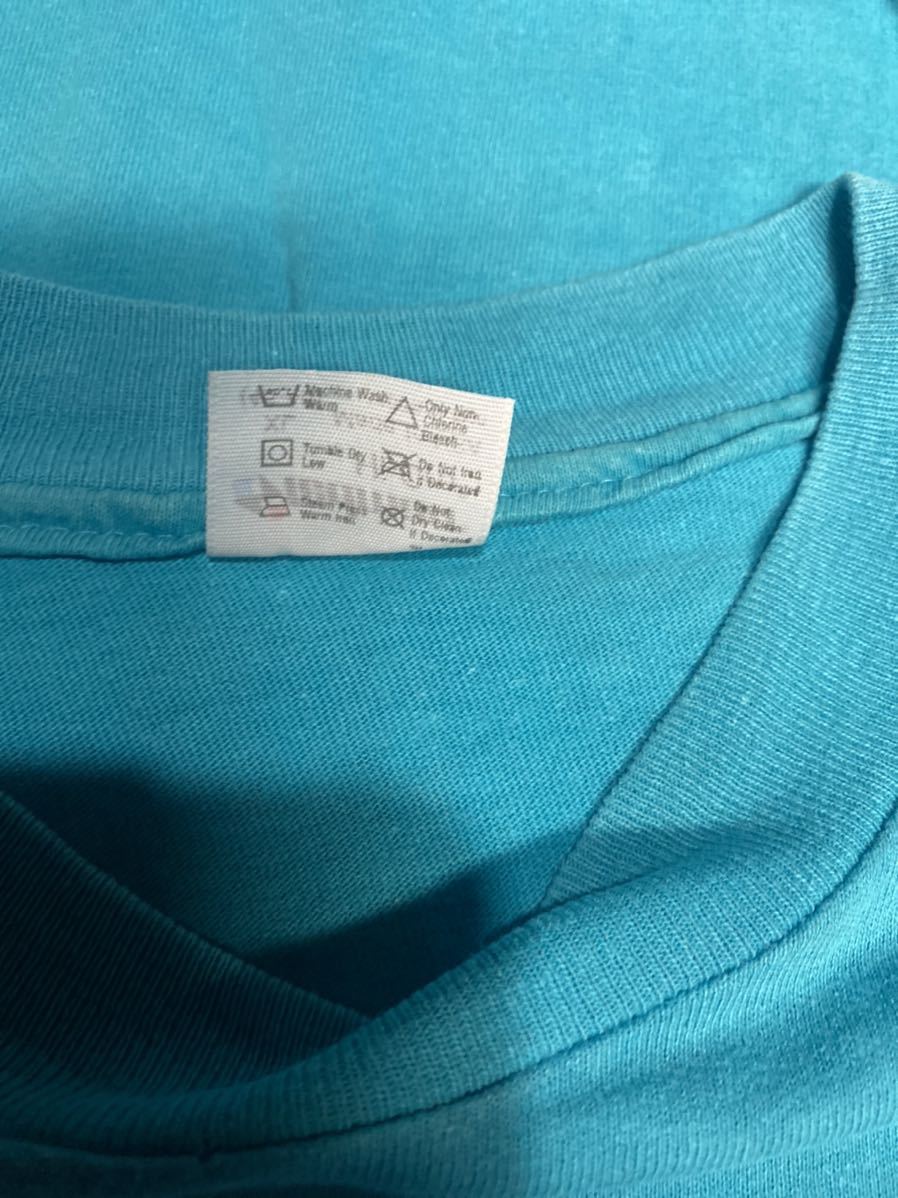 Machine Wash
Warm
Only Non-
Chlorine
Bleach
Tumble Dry
Low
Do Not Iron
if Decorated
Steam Press
Warm Iron
Do Not
Dry Clean
if Decorated